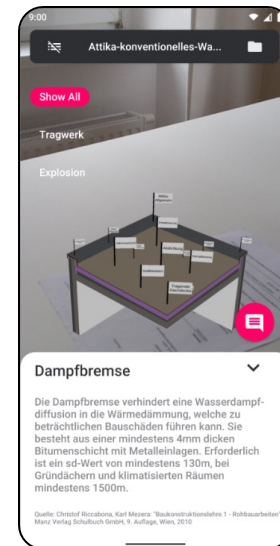 9:00
Attika-konventionelles-Wa...
Show All
Tragwerk
Explosion
Dampfbremse
Die Dampfbremse verhindert eine Wasserdampf-
diffusion in die Wärmedämmung, welche zu
beträchtlichen Bauschäden führen kann. Sie
besteht aus einer mindestens 4mm dicken
Bitumenschicht mit Metalleinlagen. Erforderlich
ist ein sd-Wert von mindestens 130m, bei
Gründächern und klimatisierten Räumen
mindestens 1500m.
Quelle: Christof Riccabona, Karl Mezera: "Baukonstruktionslehre 1 - Rohbauarbeiten"
Manz Verlag Schulbuch GmbH, 9. Auflage, Wien, 2010